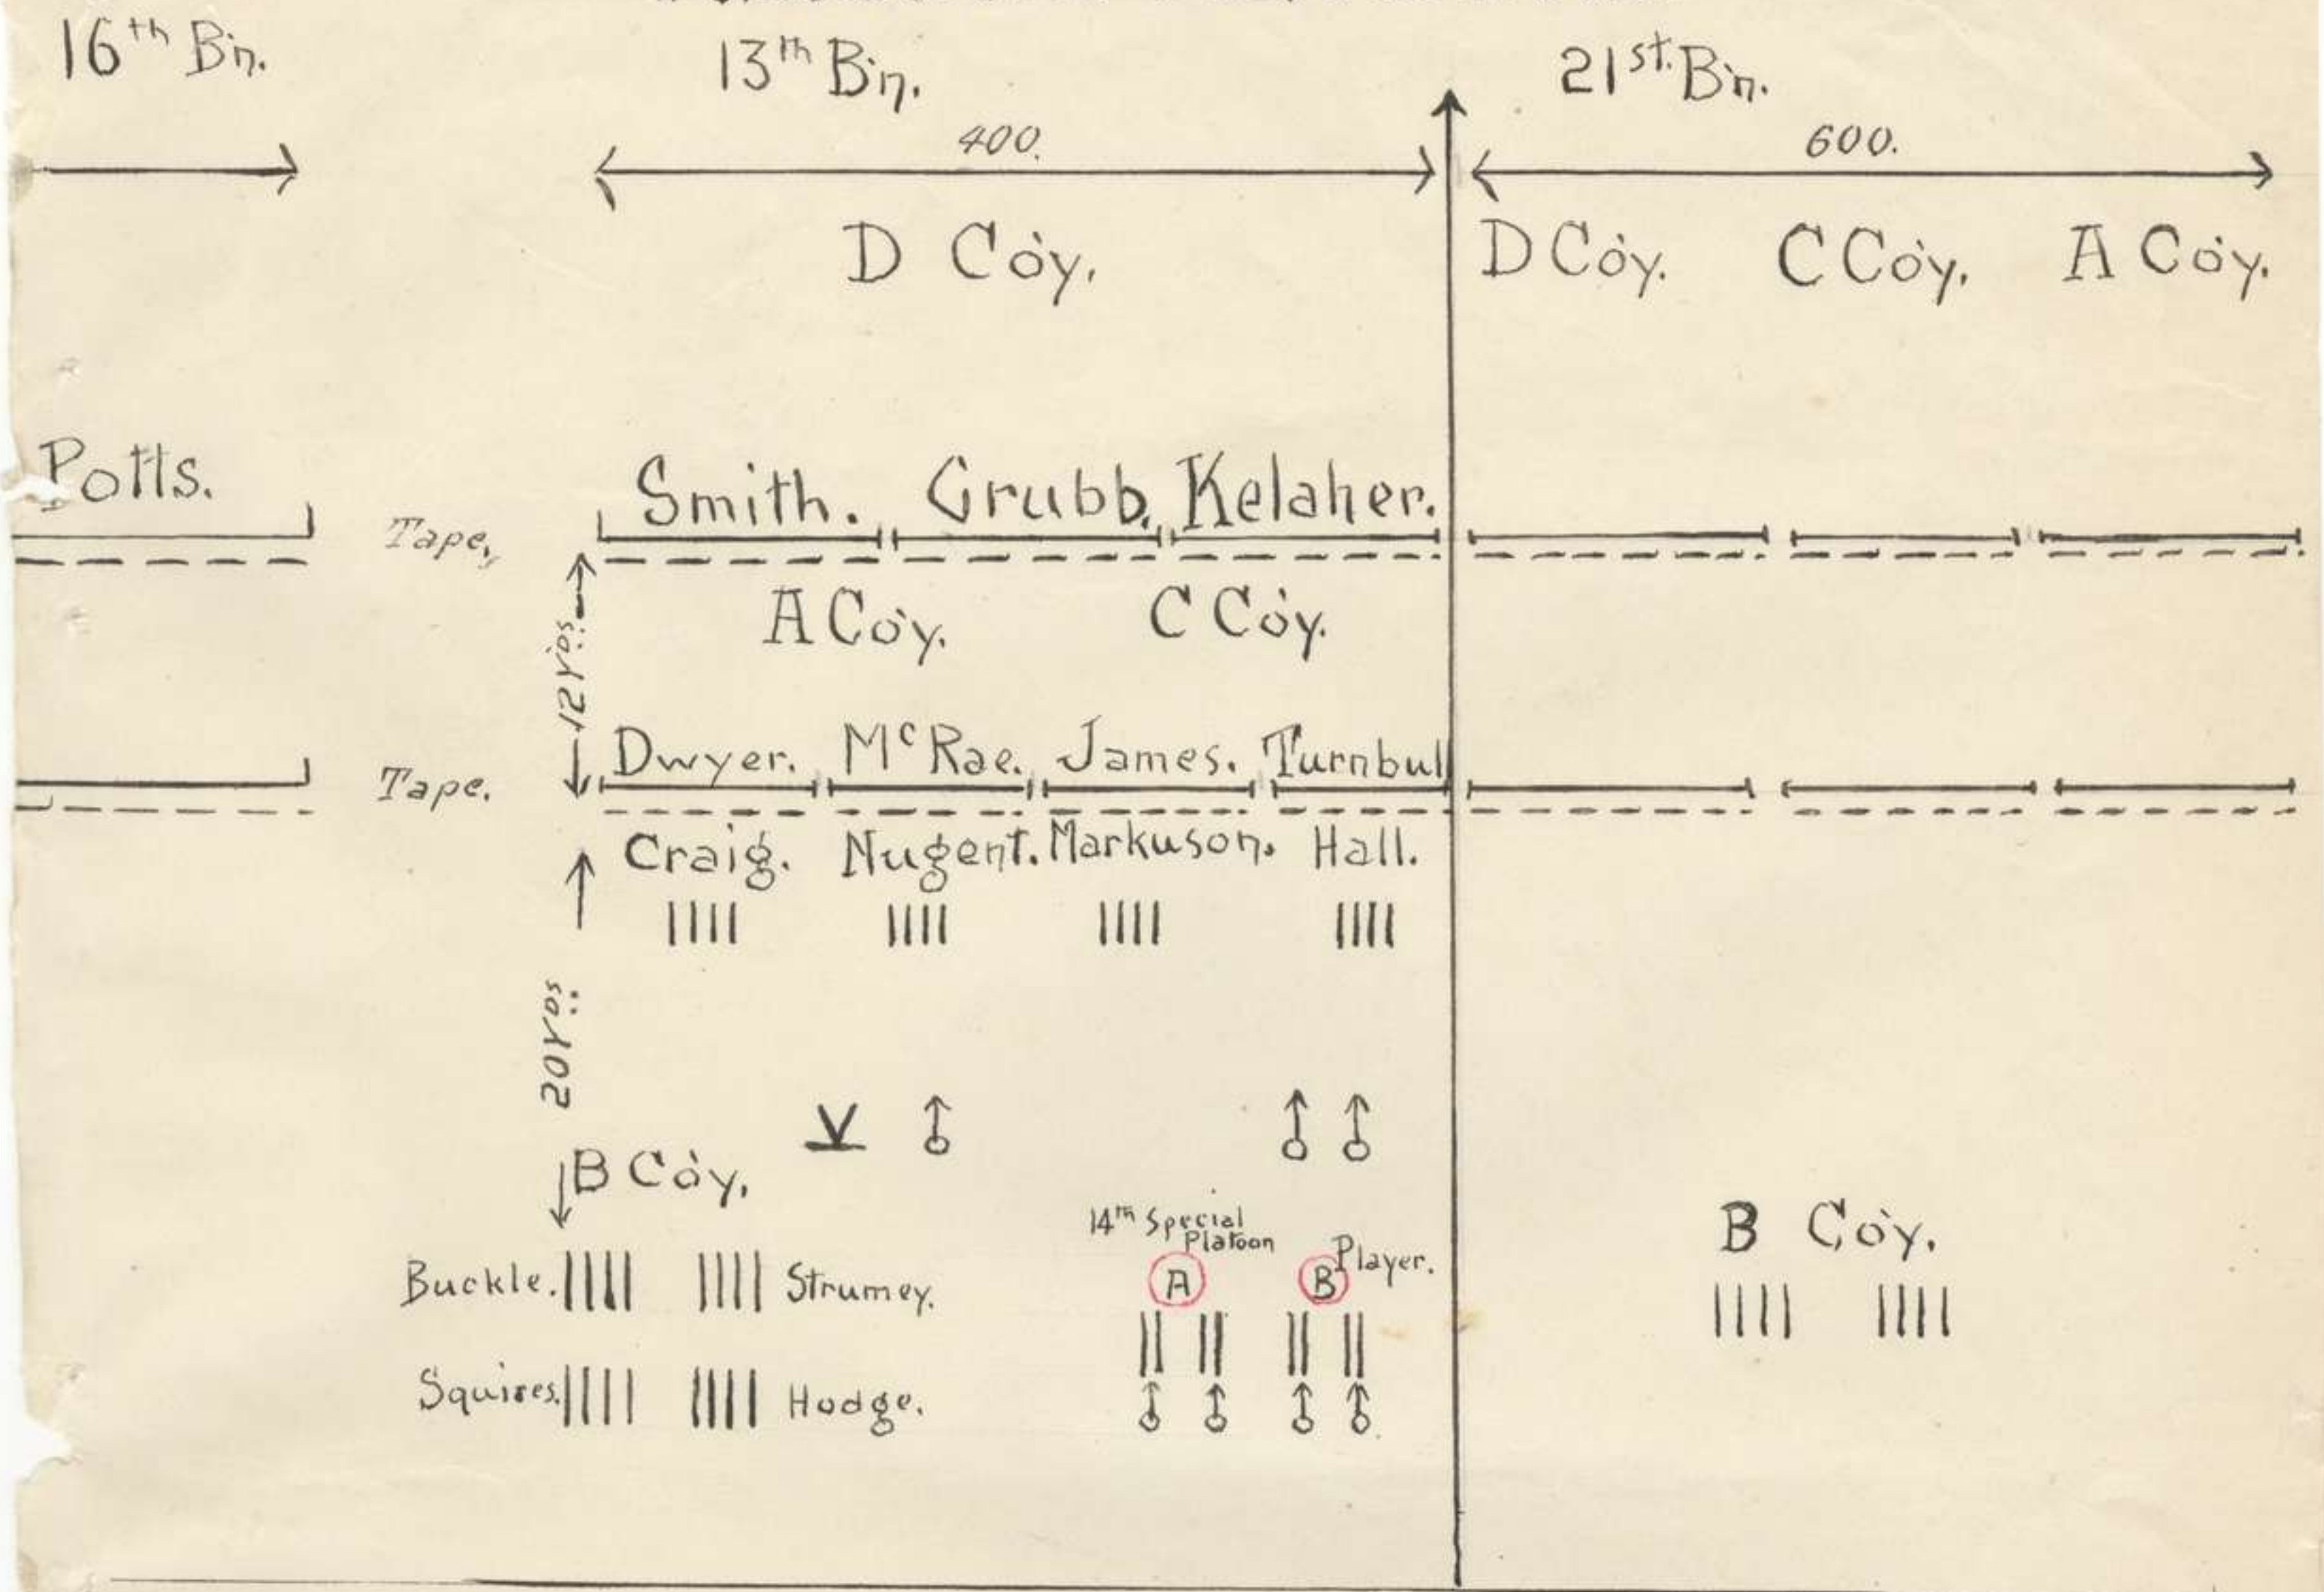 16th Bn. 13th Bn. 21st. Bn.
400. 600.
D Coy. D Coy. C Coy. A Coy.
Potts. Smith. Grubb. Kelaher.
Tape.
A Coy. C Coy.
12 Yds.
Dwyer. McRae. James. Turnbull
Tape.
Craig. Nugent. Markuson. Hall.
20 Yds.
B Coy.
14th Special
Platoon
B Coy.
Buckle. Strumey. A B Player.
Squires. Hodge.